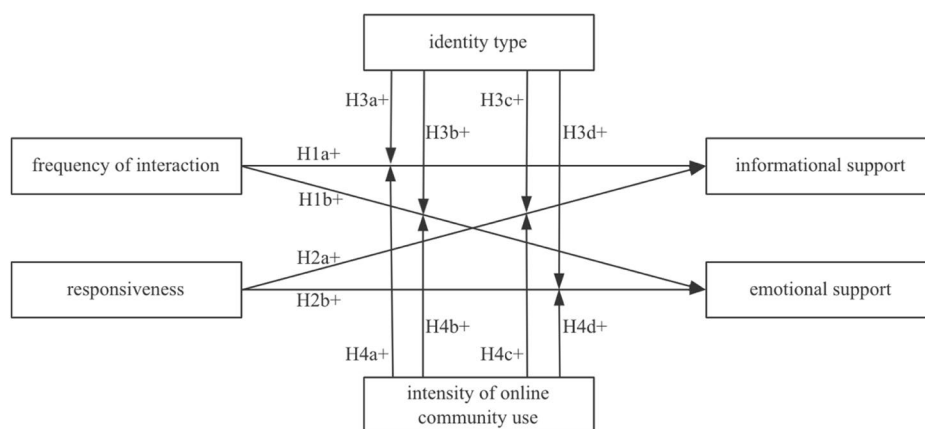 identity type
H3a+
H3c+
H3b+
H3d+
frequency of interaction
H1a+
informational support
H1b+
H2a+
responsiveness
H2b+
emotional support
H4b+
H4d+
H4a+
H4c+
intensity of online
community use